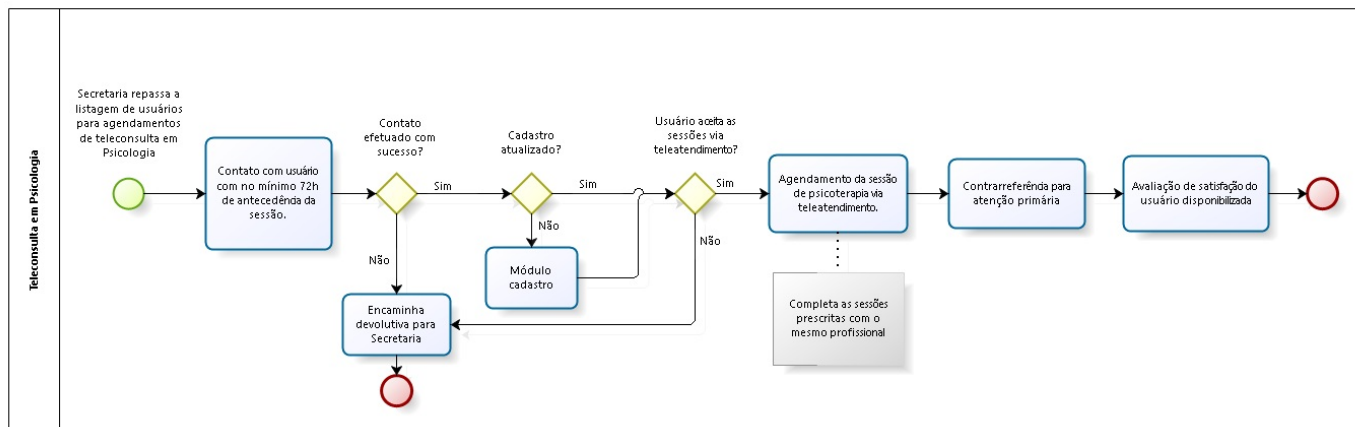 Teleconsulta em Psicologia
Secretaria repassa a
listagem de usuários
para agendamentos
de teleconsulta em
Psicologia
Contato com usuário
com no mínimo 72h
de antecedência da
sessão.
Contato
efetuado com
sucesso?
Sim
Não
Encaminha
devolutiva para
Secretaria
Cadastro
atualizado?
Sim
Não
Módulo
cadastro
Usuário aceita as
sessões via
teleatendimento?
Sim
Não
Agendamento da sessão
de psicoterapia via
teleatendimento.
Completa as sessões
prescritas com o
mesmo profissional
Contrarreferência para
atenção primária
Avaliação de satisfação do
usuário disponibilizada